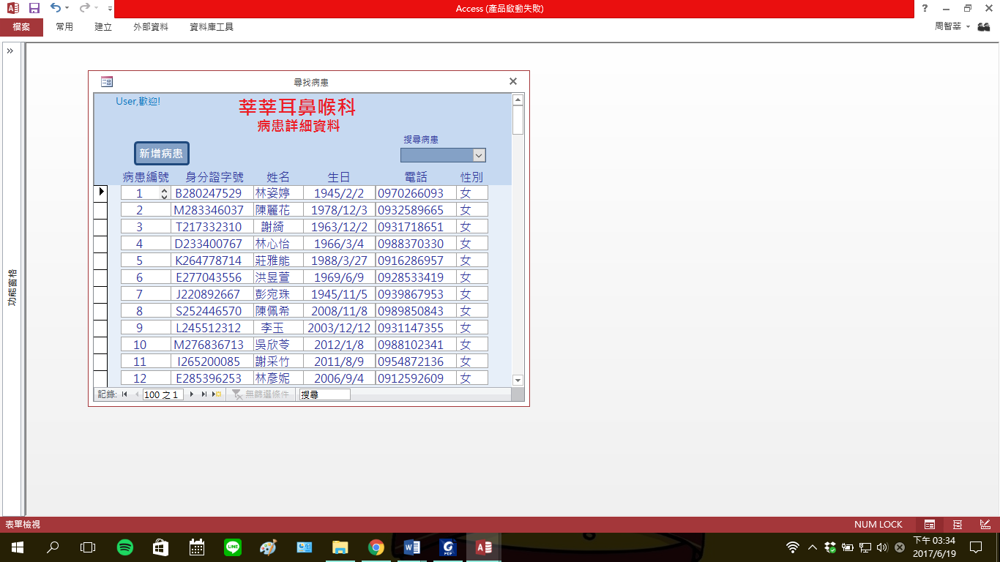 Access (產品啟動失敗)
檔案 常用 建立 外部資料 資料庫工具 周智莘
尋找病患
User,歡迎!
莘莘耳鼻喉科
病患詳細資料
搜尋病患
新增病患
病患編號 身分證字號 姓名 生日 電話 性別
1 B280247529 林姿婷 1945/2/2 0970266093 女
2 M283346037 陳麗花 1978/12/3 0932589665 女
3 T217332310 謝綺 1963/12/2 0931718651 女
4 D233400767 林心怡 1966/3/4 0988370330 女
5 K264778714 莊雅能 1988/3/27 0916286957 女
6 E277043556 洪昱萱 1969/6/9 0928533419 女
7 J220892667 彭宛珠 1945/11/5 0939867953 女
8 S252446570 陳佩希 2008/11/8 0989850843 女
9 L245512312 李玉 2003/12/12 0931147355 女
10 M276836713 吳欣苓 2012/1/8 0988102341 女
11 I265200085 謝采竹 2011/8/9 0954872136 女
12 E285396253 林彥妮 2006/9/4 0912592609 女
記錄: 100 之 1 無篩選條件 搜尋
功能窗格
表單檢視 NUM LOCK
LINE PDF
下午 03:34
2017/6/19